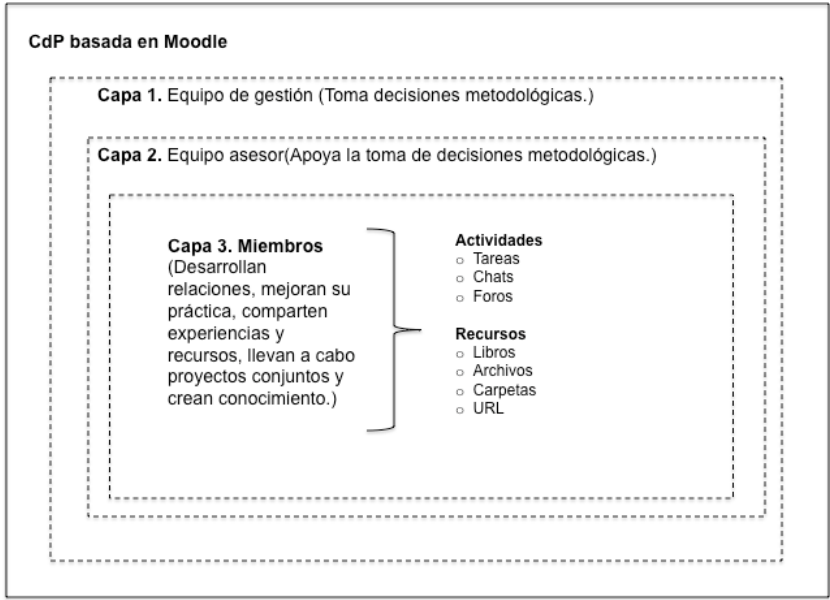 CdP basada en Moodle
Capa 1. Equipo de gestión (Toma decisiones metodológicas.)
Capa 2. Equipo asesor(Apoya la toma de decisiones metodológicas.)
Capa 3. Miembros
(Desarrollan
relaciones, mejoran su
práctica, comparten
experiencias y
recursos, llevan a cabo
proyectos conjuntos y
crean conocimiento.)
Actividades
o Tareas
o Chats
o Foros
Recursos
o Libros
o Archivos
o Carpetas
o URL